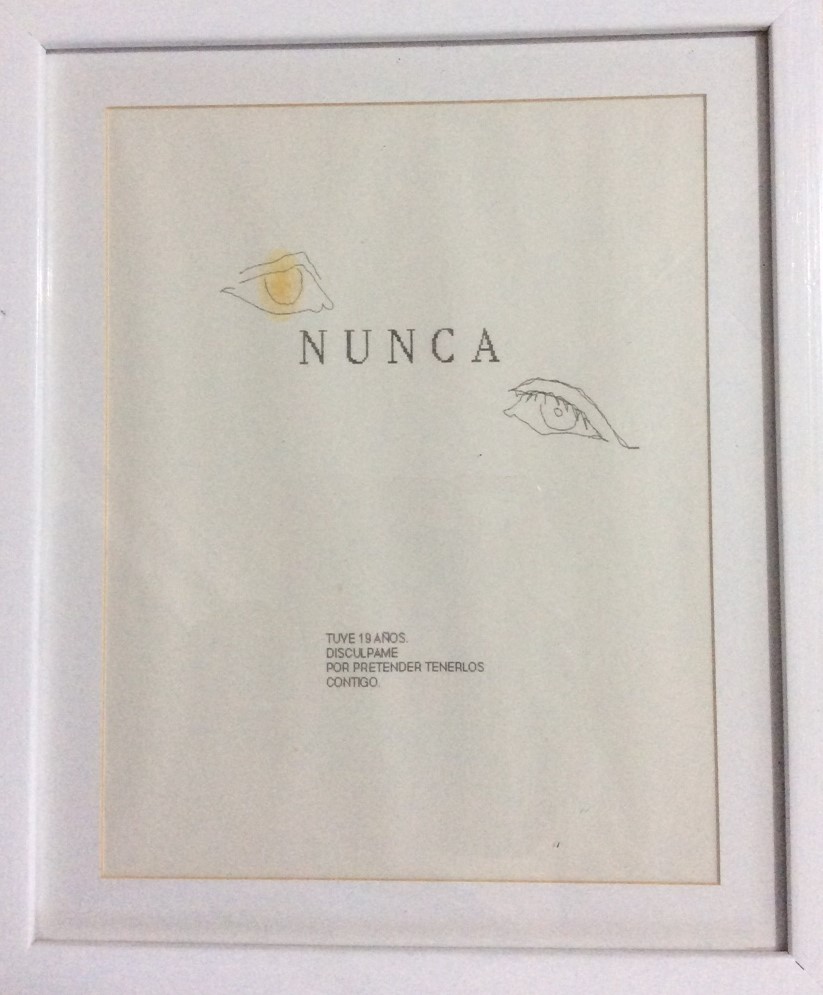 NUNCA
TUVE 19 AÑOS.
DISCULPAME
POR PRETENDER TENERLOS
CONTIGO.